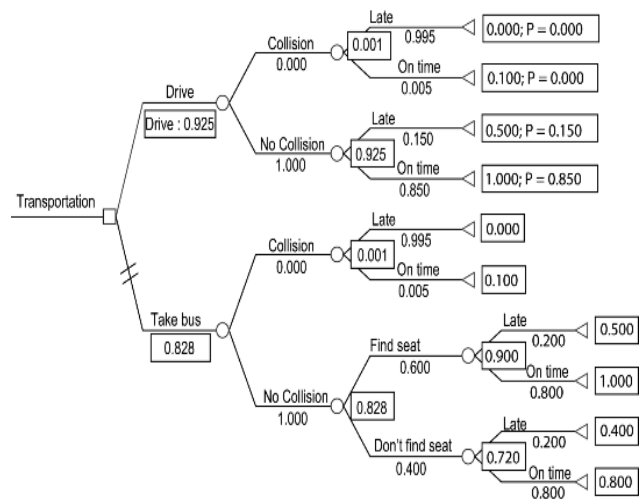 Late
0.995
0.000; P = 0.000
Collision
0.000
0.001
On time
0.005
0.100; P = 0.000
Drive
Drive : 0.925
Late
0.150
0.500; P = 0.150
No Collision
1.000
0.925
On time
0.850
1.000; P = 0.850
Transportation
Late
0.995
0.000
Collision
0.000
0.001
On time
0.005
0.100
Take bus
0.828
Late
0.200
0.500
Find seat
0.600
0.900
On time
0.800
1.000
No Collision
1.000
0.828
Late
0.200
0.400
Don't find seat
0.400
0.720
On time
0.800
0.800